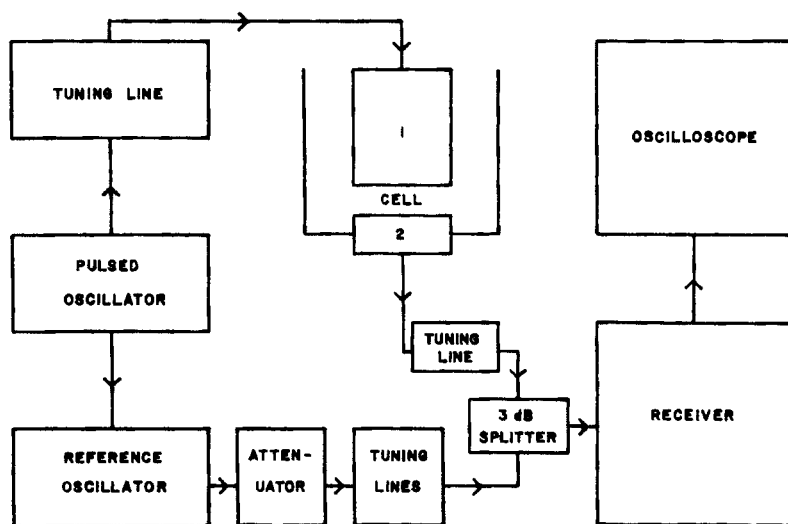 TUNING LINE
1
CELL
2
OSCILLOSCOPE
PULSED
OSCILLATOR
TUNING
LINE
3 dB
SPLITTER
RECEIVER
REFERENCE
OSCILLATOR
ATTEN-
UATOR
TUNING
LINES